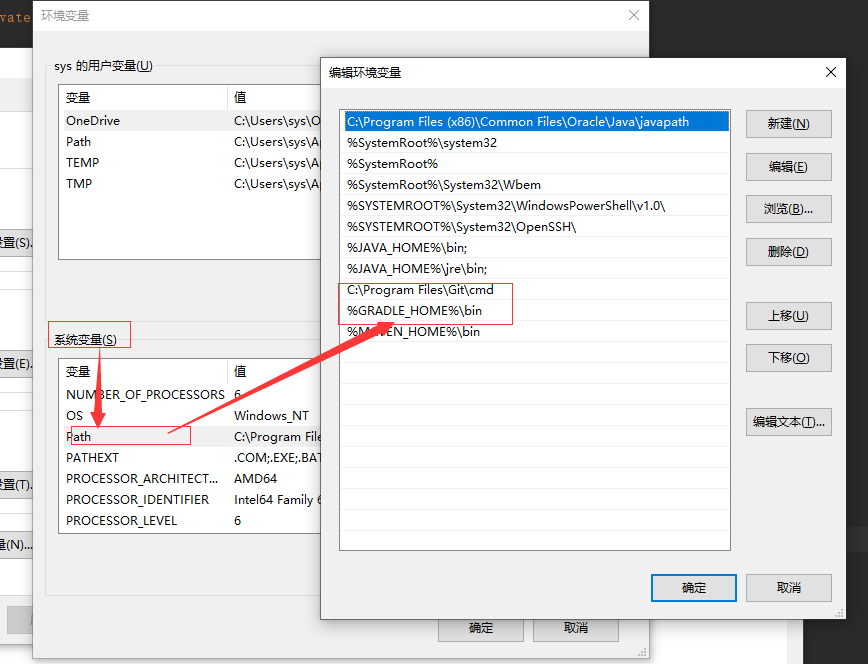 vate
环境变量
sys 的用户变量(U)
变量 值
OneDrive C:\Users\sys\O
Path C:\Users\sys\A
TEMP C:\Users\sys\A
TMP C:\Users\sys\A
系统变量(S)
变量 值
NUMBER_OF_PROCESSORS 6
OS Windows_NT
Path C:\Program File
PATHEXT .COM;.EXE;.BAT
PROCESSOR_ARCHITECT... AMD64
PROCESSOR_IDENTIFIER Intel64 Family 6
PROCESSOR_LEVEL 6
确定
取消
置(S).
置(E).
置(T).
量(N)...
编辑环境变量
C:\Program Files (x86)\Common Files\Oracle\Java\javapath
%SystemRoot%\system32
%SystemRoot%
%SystemRoot%\System32\Wbem
%SYSTEMROOT%\System32\WindowsPowerShell\v1.0\
%SYSTEMROOT%\System32\OpenSSH\
%JAVA_HOME%\bin;
%JAVA_HOME%\jre\bin;
C:\Program Files\Git\cmd
%GRADLE_HOME%\bin
%MAVEN_HOME%\bin
新建(N)
编辑(E)
浏览(B)...
删除(D)
上移(U)
下移(O)
编辑文本(T)...
确定
取消